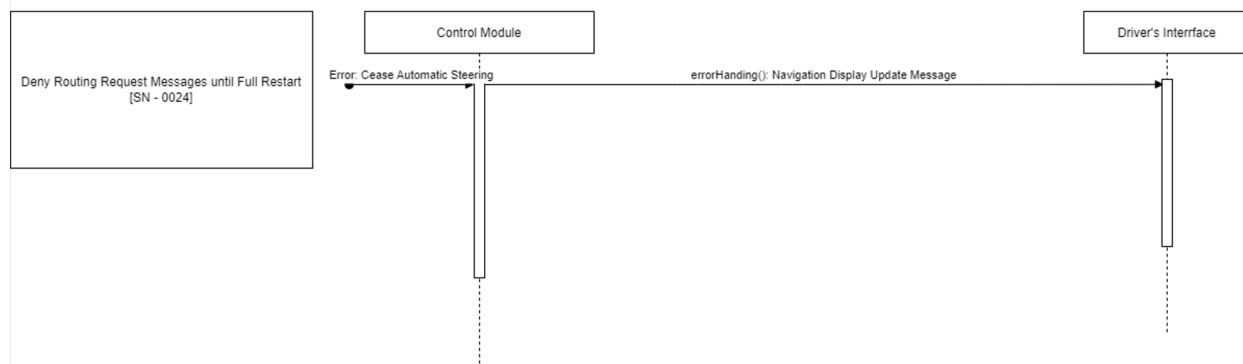 Control Module
Driver's Interrface
Deny Routing Request Messages until Full Restart
[SN - 0024]
Error: Cease Automatic Steering
errorHanding(): Navigation Display Update Message